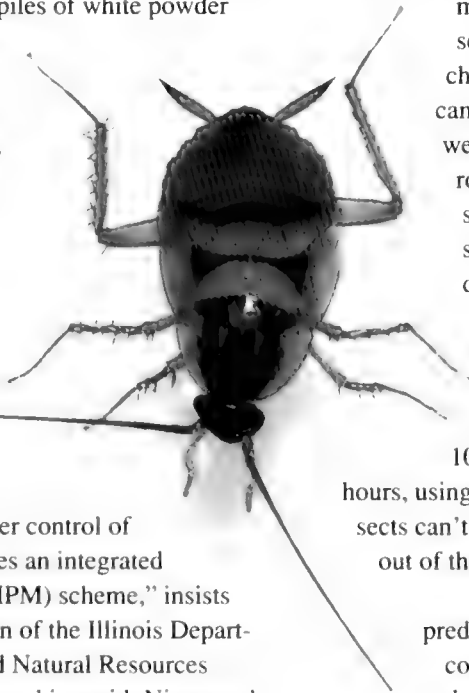 piles of white powder
er control of
es an integrated
IPM) scheme,” insists
n of the Illinois Depart-
d Natural Resources
m
se
ch
can
we
ro
s
s
10
hours, using
sects can't
out of th
pred
co